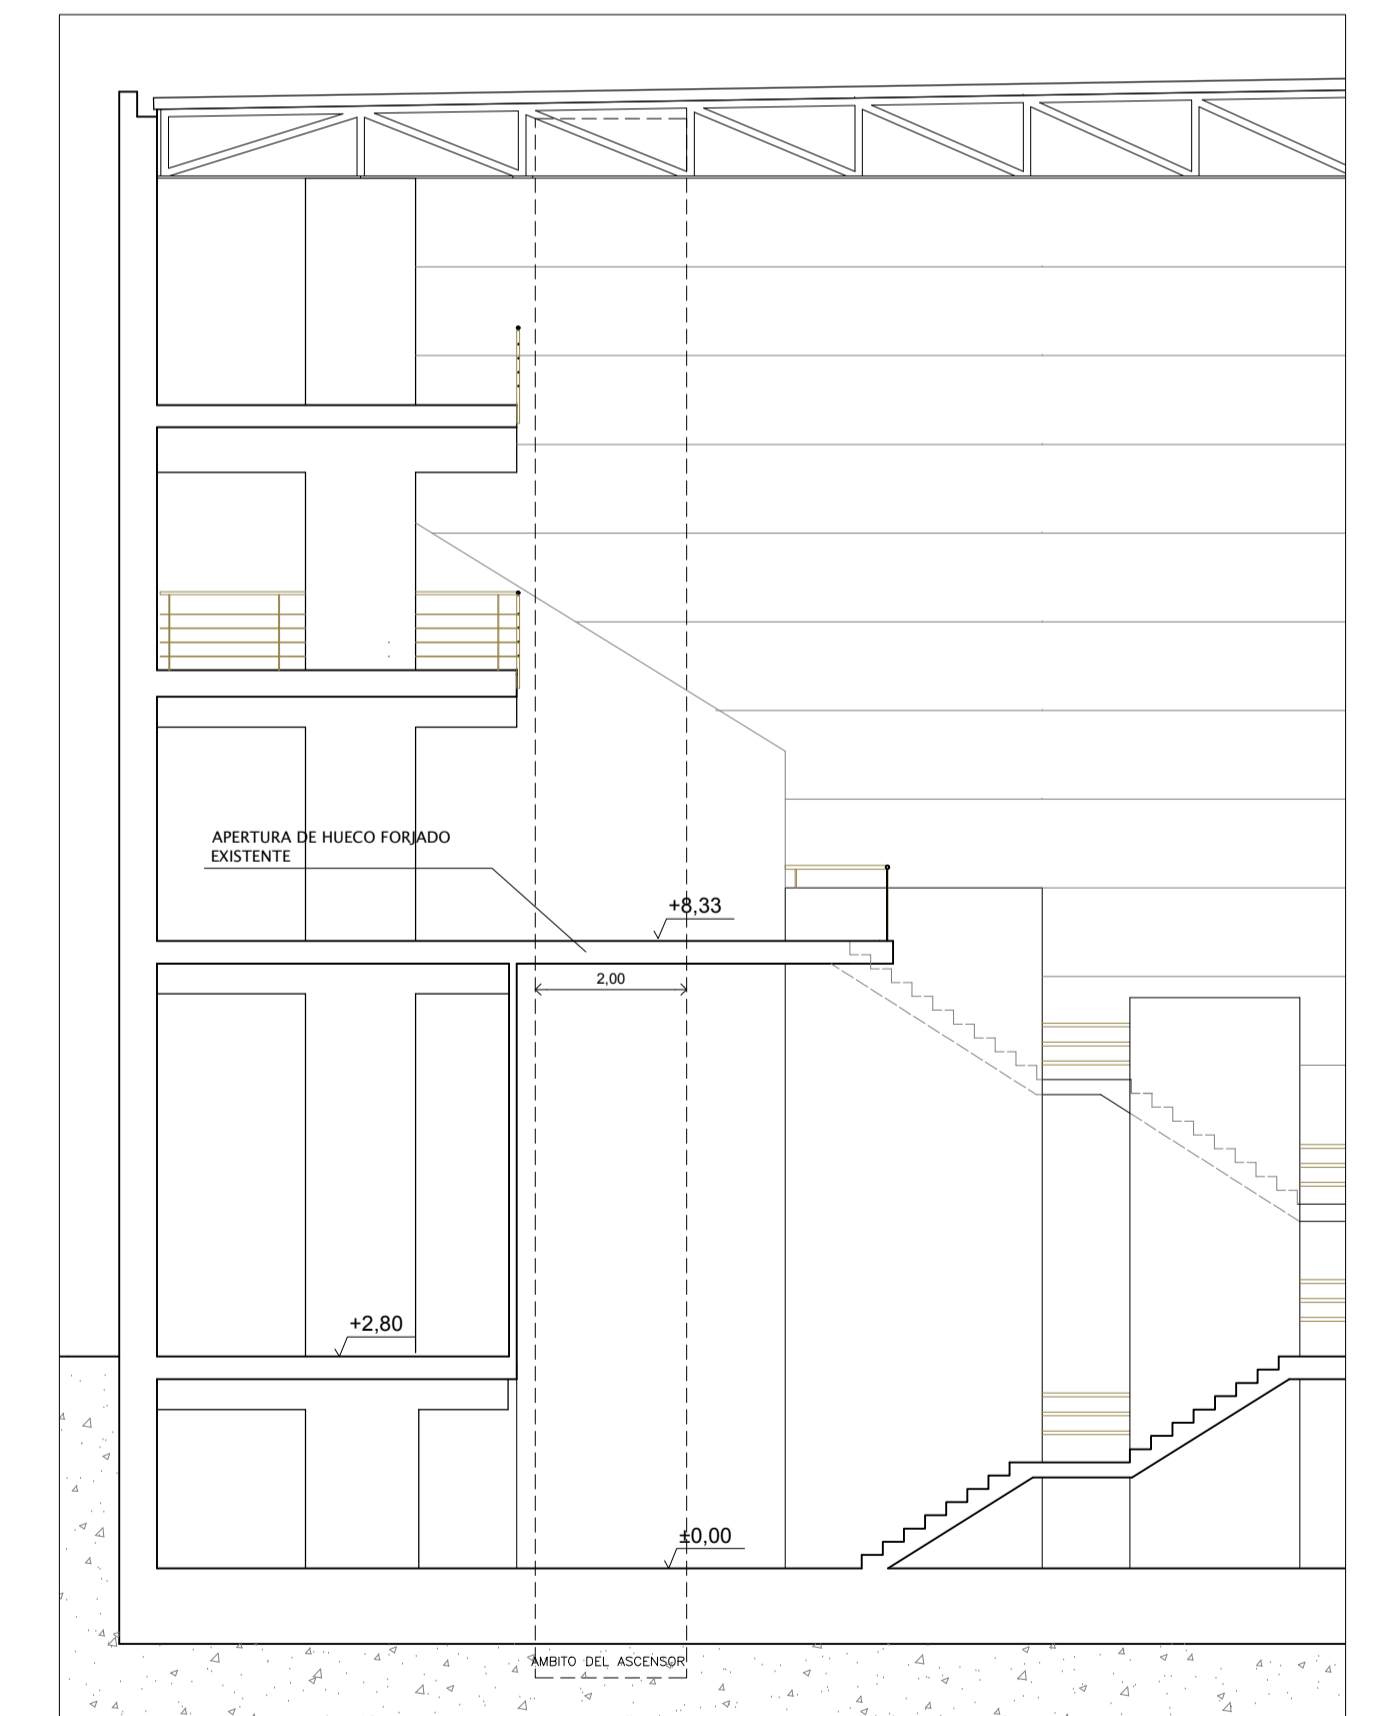 APERTURA DE HUECO FORJADO
EXISTENTE
+8,33
2,00
+2,80
±0,00
AMBITO DEL ASCENSOR